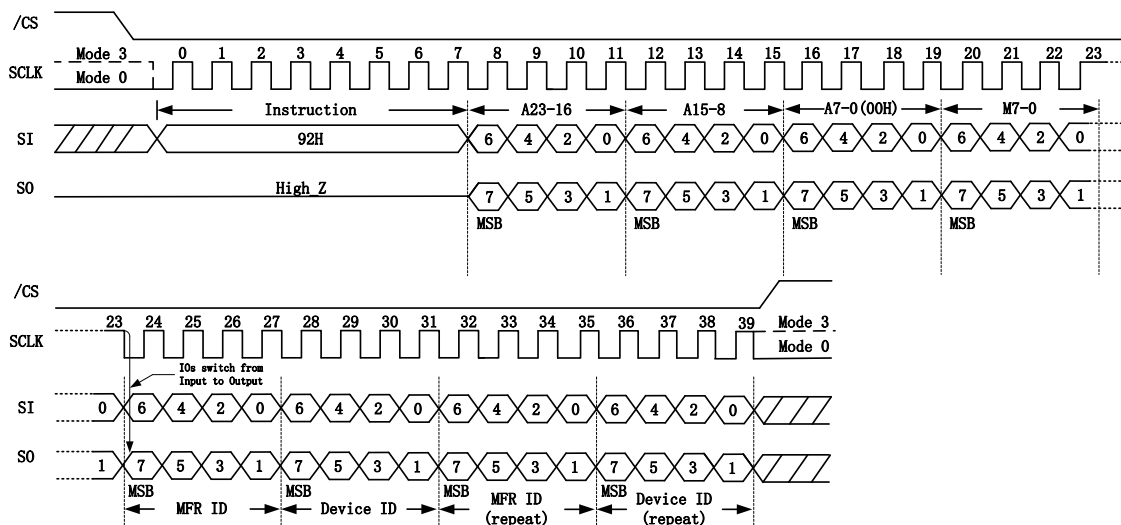 /CS
Mode 3 0 1 2 3 4 5 6 7 8 9 10 11 12 13 14 15 16 17 18 19 20 21 22 23
SCLK
Mode 0
Instruction A23-16 A15-8 A7-0(00H) M7-0
SI 92H 6 4 2 0 6 4 2 0 6 4 2 0 6 4 2 0
SO High_Z 7 5 3 1 7 5 3 1 7 5 3 1 7 5 3 1
MSB MSB MSB MSB
/CS
23 24 25 26 27 28 29 30 31 32 33 34 35 36 37 38 39 Mode 3
SCLK
Mode 0
IOs switch from
Input to Output
SI 0 6 4 2 0 6 4 2 0 6 4 2 0 6 4 2 0
SO 1 7 5 3 1 7 5 3 1 7 5 3 1 7 5 3 1
MSB MSB MSB MSB
MFR ID Device ID MFR ID Device ID
(repeat) (repeat)